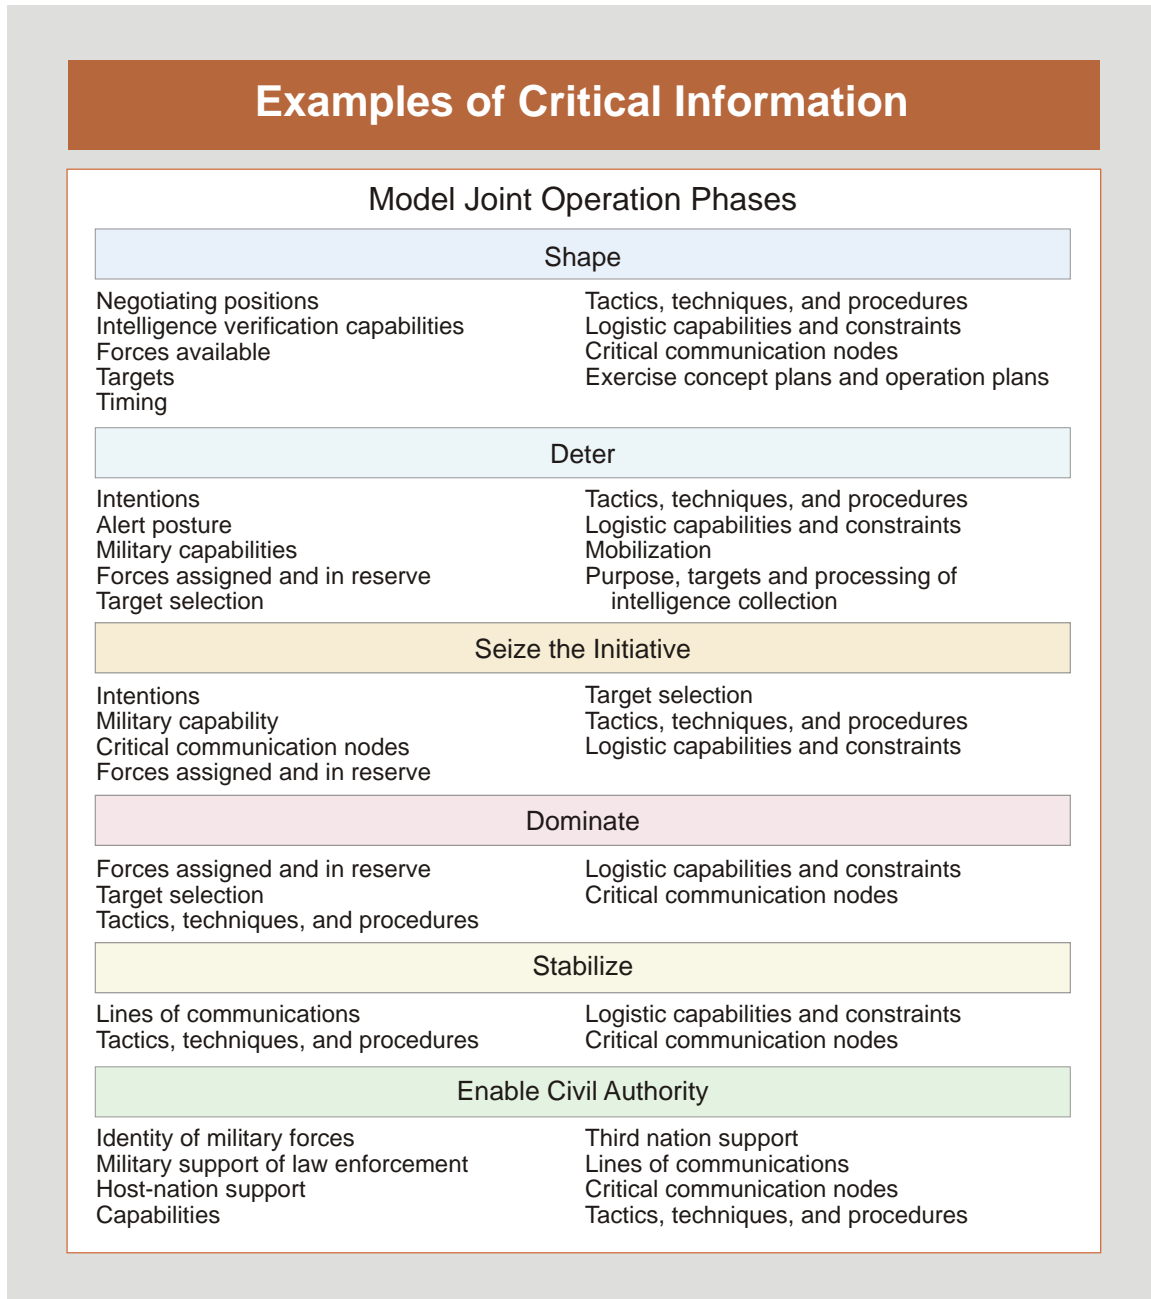 Examples of Critical Information
Model Joint Operation Phases
Shape
Negotiating positions
Intelligence verification capabilities
Forces available
Targets
Timing
Tactics, techniques, and procedures
Logistic capabilities and constraints
Critical communication nodes
Exercise concept plans and operation plans
Deter
Intentions
Alert posture
Military capabilities
Forces assigned and in reserve
Target selection
Tactics, techniques, and procedures
Logistic capabilities and constraints
Mobilization
Purpose, targets and processing of
intelligence collection
Seize the Initiative
Intentions
Military capability
Critical communication nodes
Forces assigned and in reserve
Target selection
Tactics, techniques, and procedures
Logistic capabilities and constraints
Dominate
Forces assigned and in reserve
Target selection
Tactics, techniques, and procedures
Logistic capabilities and constraints
Critical communication nodes
Stabilize
Lines of communications
Tactics, techniques, and procedures
Logistic capabilities and constraints
Critical communication nodes
Enable Civil Authority
Identity of military forces
Military support of law enforcement
Host-nation support
Capabilities
Third nation support
Lines of communications
Critical communication nodes
Tactics, techniques, and procedures